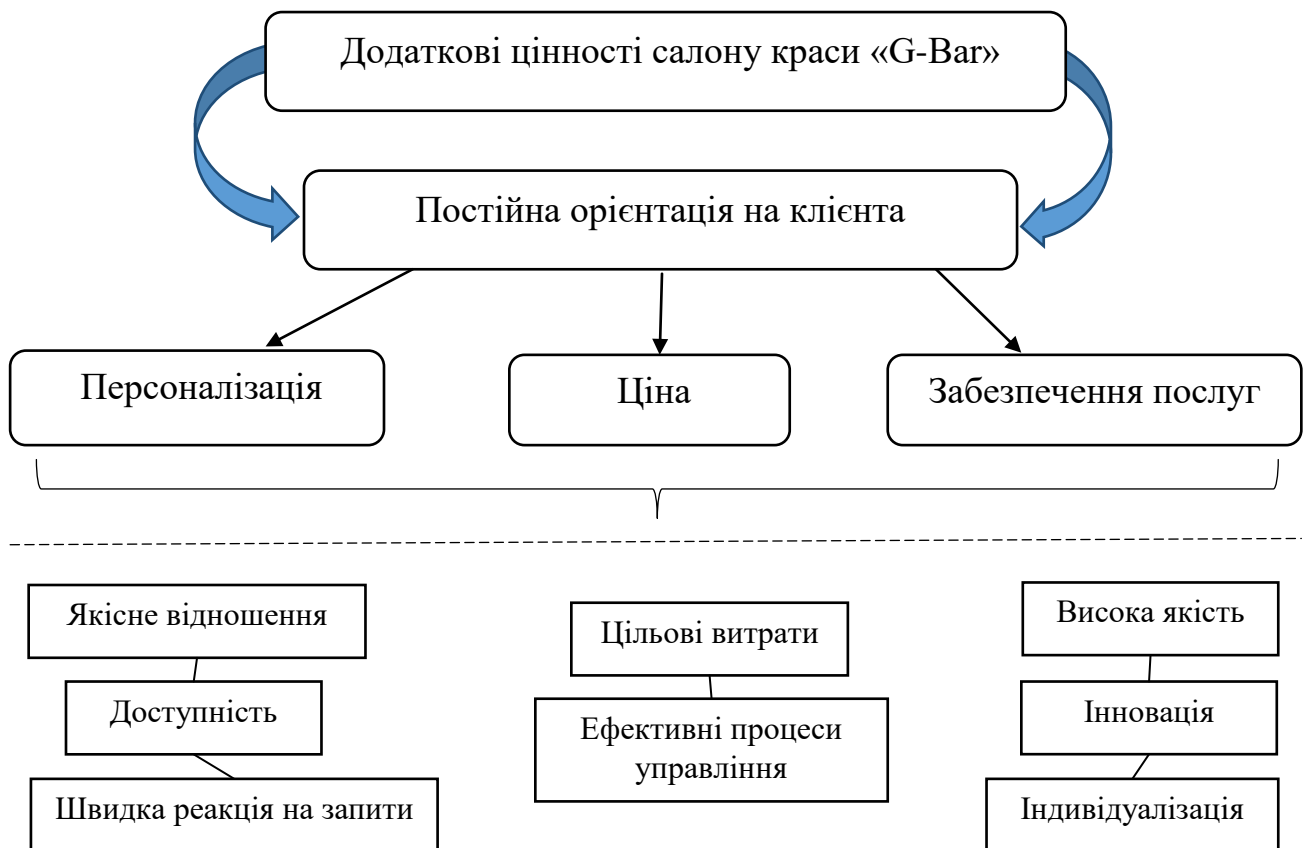 Додаткові цінності салону краси «G-Bar»
Постійна орієнтація на клієнта
Персоналізація
Ціна
Забезпечення послуг
Якісне відношення
Доступність
Швидка реакція на запити
Цільові витрати
Ефективні процеси
управління
Висока якість
Інновація
Індивідуалізація